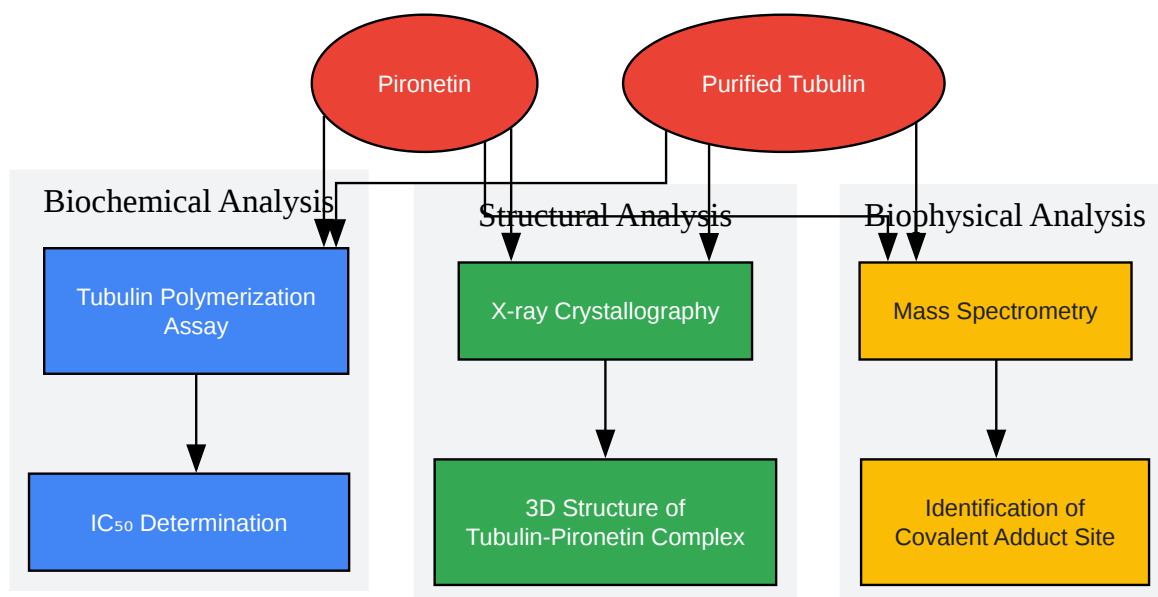 Pironetin
Purified Tubulin
Biochemical Analysis
Structural Analysis
Biophysical Analysis
Tubulin Polymerization
Assay
X-ray Crystallography
Mass Spectrometry
IC₅₀ Determination
3D Structure of
Tubulin-Pironetin Complex
Identification of
Covalent Adduct Site